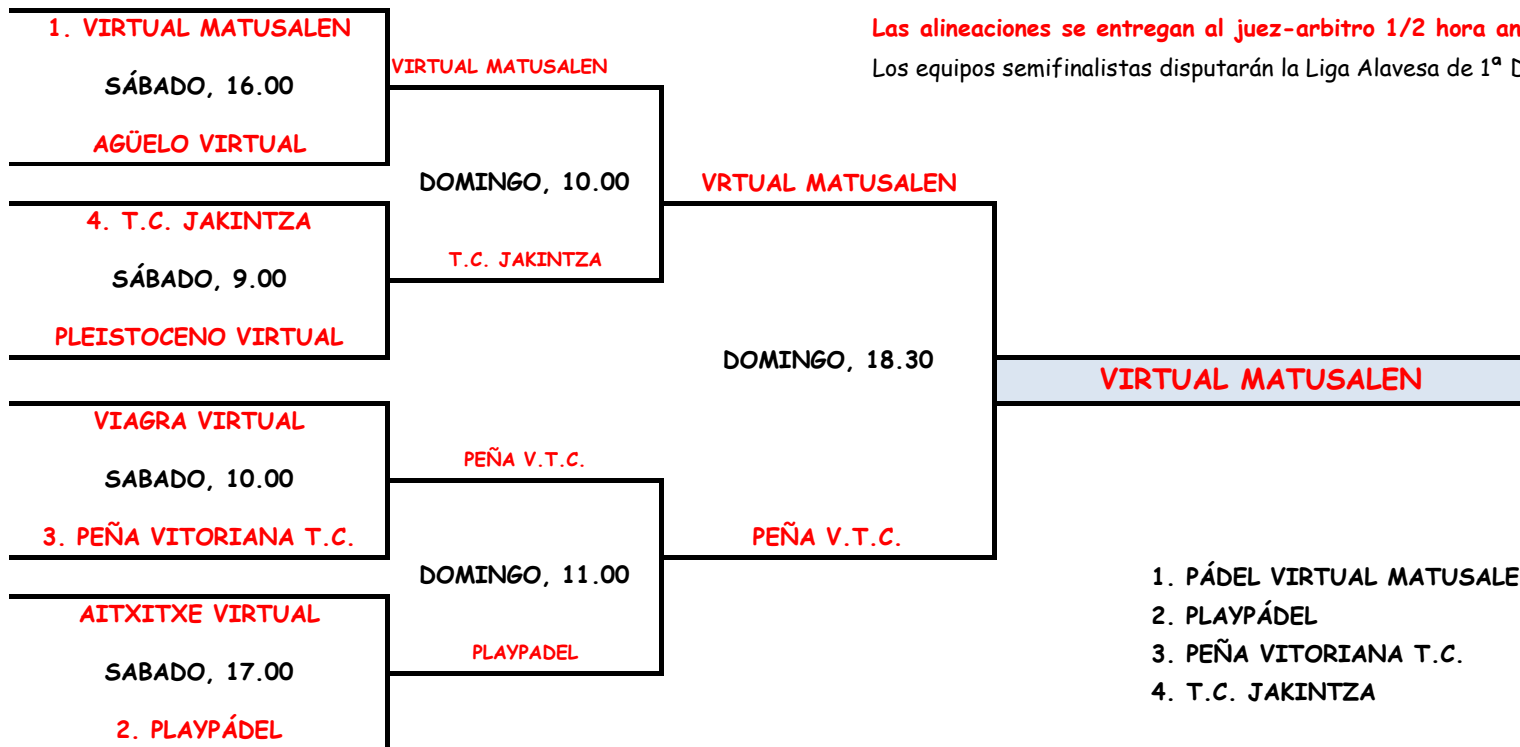 1. VIRTUAL MATUSALEN
SÁBADO, 16.00
AGÜELO VIRTUAL
4. T.C. JAKINTZA
SÁBADO, 9.00
PLEISTOCENO VIRTUAL
VIAGRA VIRTUAL
SABADO, 10.00
3. PEÑA VITORIANA T.C.
AITXITXE VIRTUAL
SABADO, 17.00
2. PLAYPÁDEL
VIRTUAL MATUSALEN
DOMINGO, 10.00
T.C. JAKINTZA
PEÑA V.T.C.
DOMINGO, 11.00
PLAYPADEL
VRTUAL MATUSALEN
DOMINGO, 18.30
PEÑA V.T.C.
VIRTUAL MATUSALEN
Las alineaciones se entregan al juez-arbitro 1/2 hora an
Los equipos semifinalistas disputarán la Liga Alavesa de 1ª D
1. PÁDEL VIRTUAL MATUSALE
2. PLAYPÁDEL
3. PEÑA VITORIANA T.C.
4. T.C. JAKINTZA